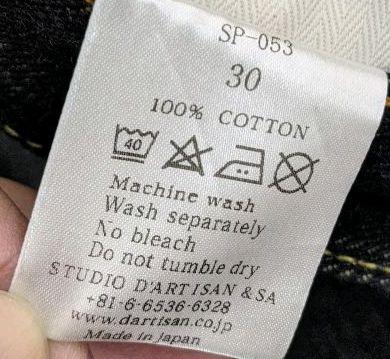 SP-053
30
100% COTTON
40
Machine wash
Wash separately
No bleach
Do not tumble dry
STUDIO D'ARTISAN & SA
+81-6-6536-6328
www.dartisan.co.jp
Made in japan